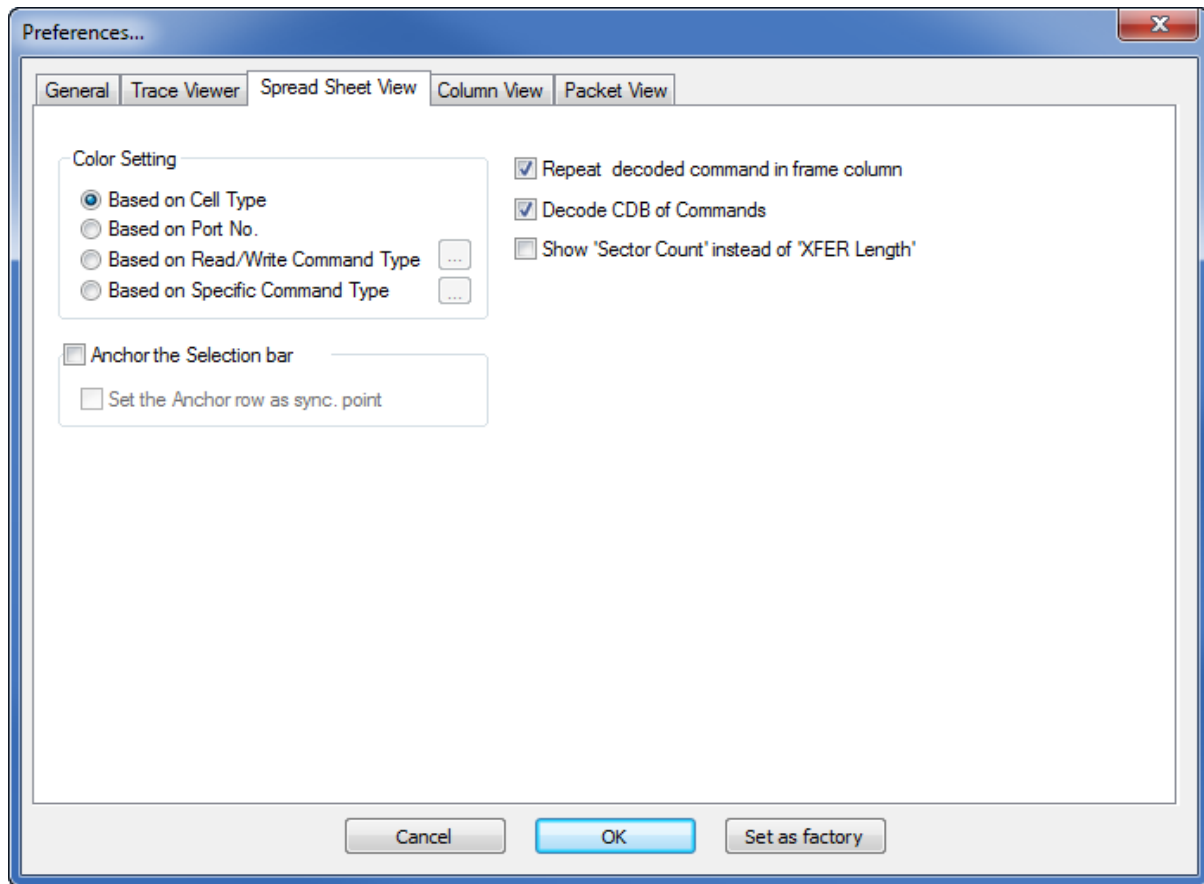 Preferences...
General
Trace Viewer
Spread Sheet View
Column View
Packet View
Color Setting
Based on Cell Type
Based on Port No.
Based on Read/Write Command Type
...
Based on Specific Command Type
...
Anchor the Selection bar
Set the Anchor row as sync. point
Repeat decoded command in frame column
Decode CDB of Commands
Show 'Sector Count' instead of 'XFER Length'
Cancel
OK
Set as factory